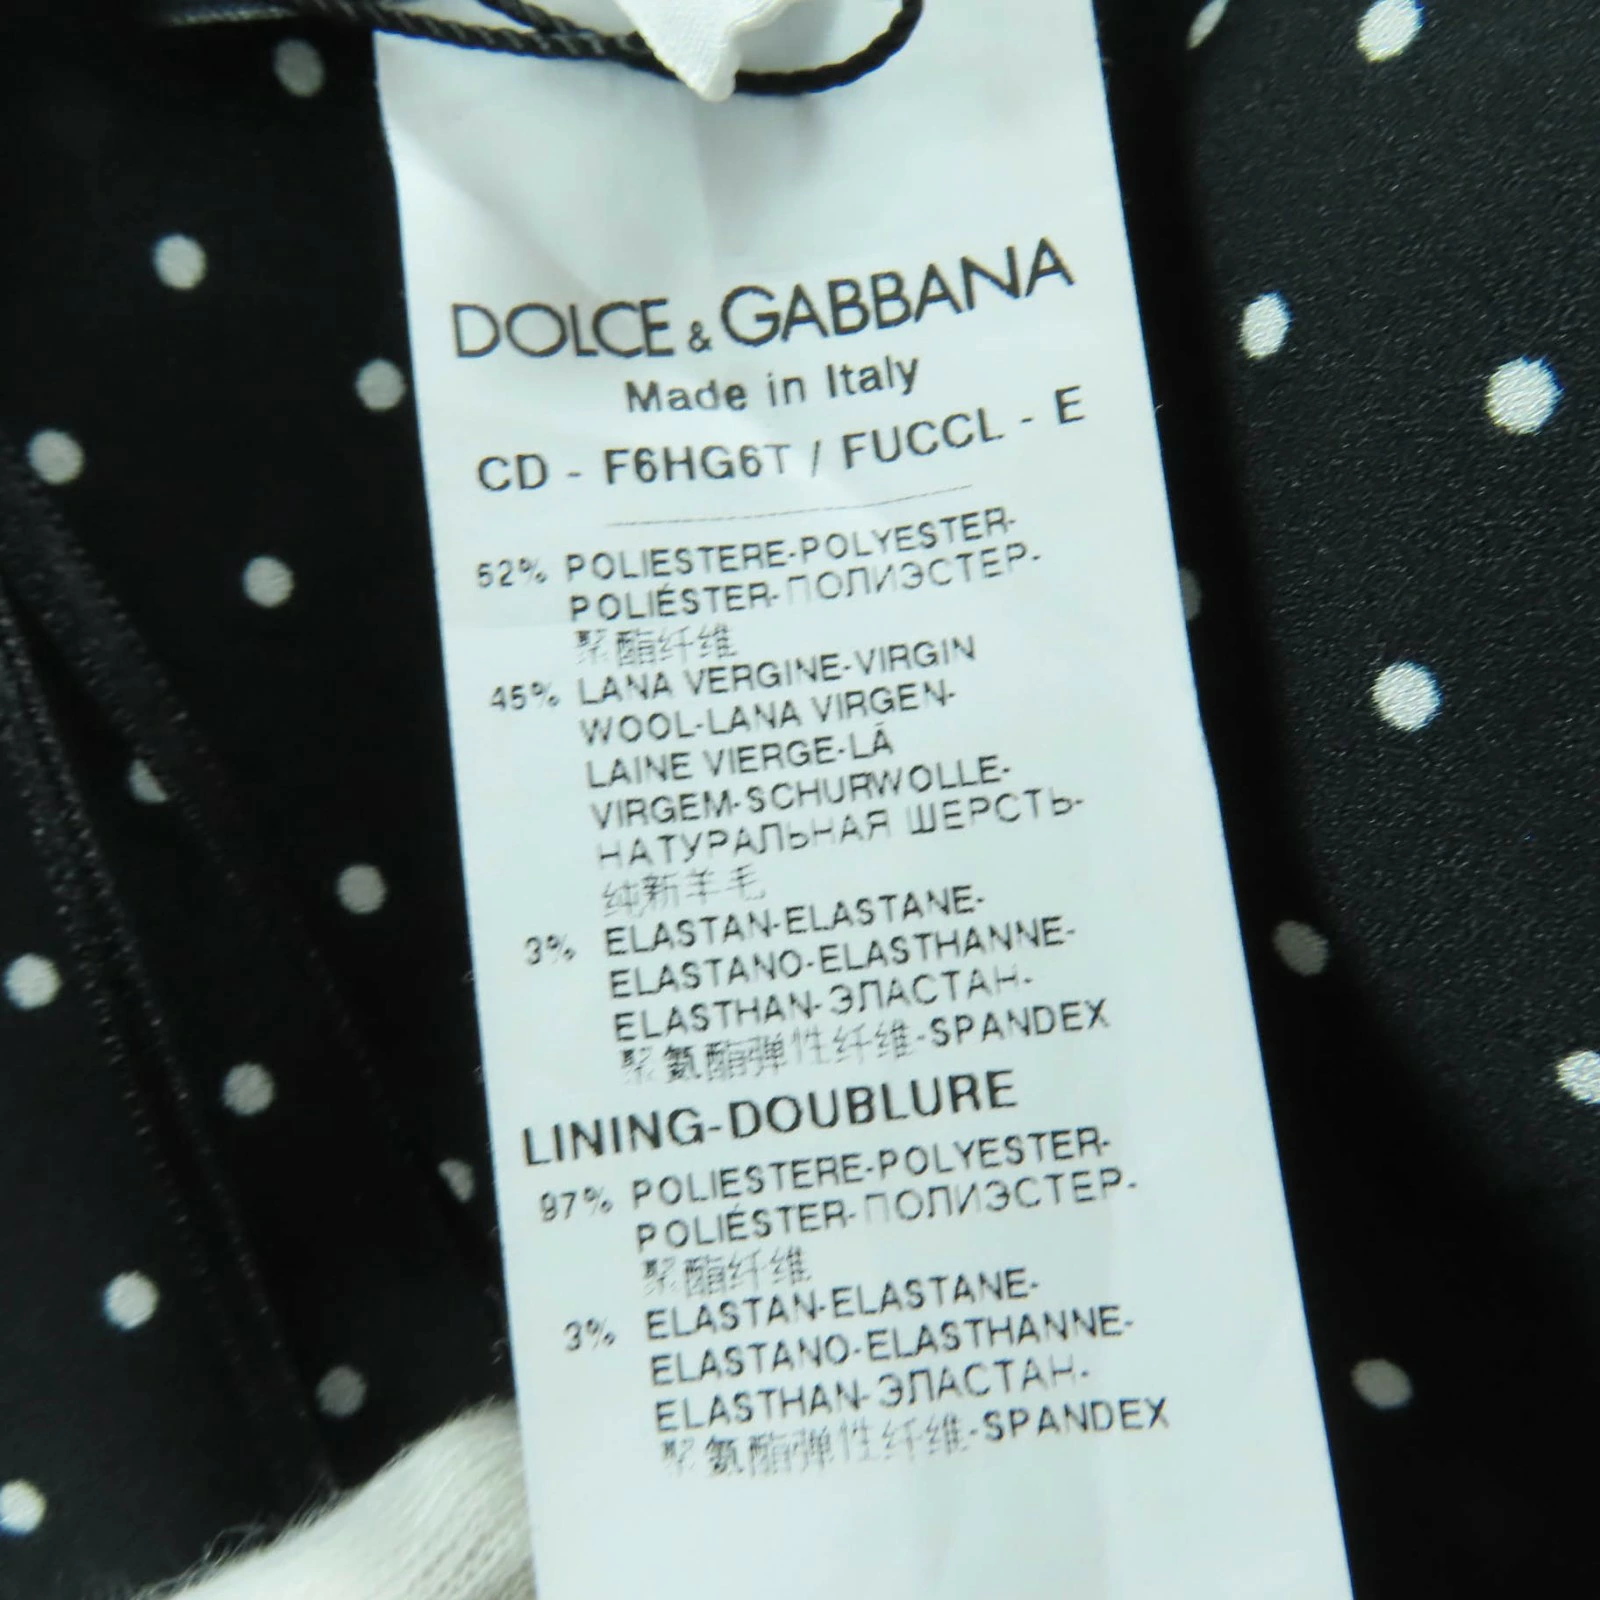 DOLCE & GABBANA
Made in Italy
CD - F6HG6T / FUCCL - E
52% POLIESTERE-POLYESTER-
POLIÉSTER-ПОЛИЭСТЕР-
聚酯纤维
45% LANA VERGINE-VIRGIN
WOOL-LANA VIRGEN-
LAINE VIERGE-LÃ
VIRGEM-SCHURWOLLE-
НАТУРАЛЬНАЯ ШЕРСТЬ-
纯新羊毛
3% ELASTAN-ELASTANE-
ELASTANO-ELASTHANNE-
ELASTHAN-ЭЛАСТАН-
聚氨酯弹性纤维-SPANDEX
LINING-DOUBLURE
97% POLIESTERE-POLYESTER-
POLIÉSTER-ПОЛИЭСТЕР-
聚酯纤维
3% ELASTAN-ELASTANE-
ELASTANO-ELASTHANNE-
ELASTHAN-ЭЛАСТАН-
聚氨酯弹性纤维-SPANDEX